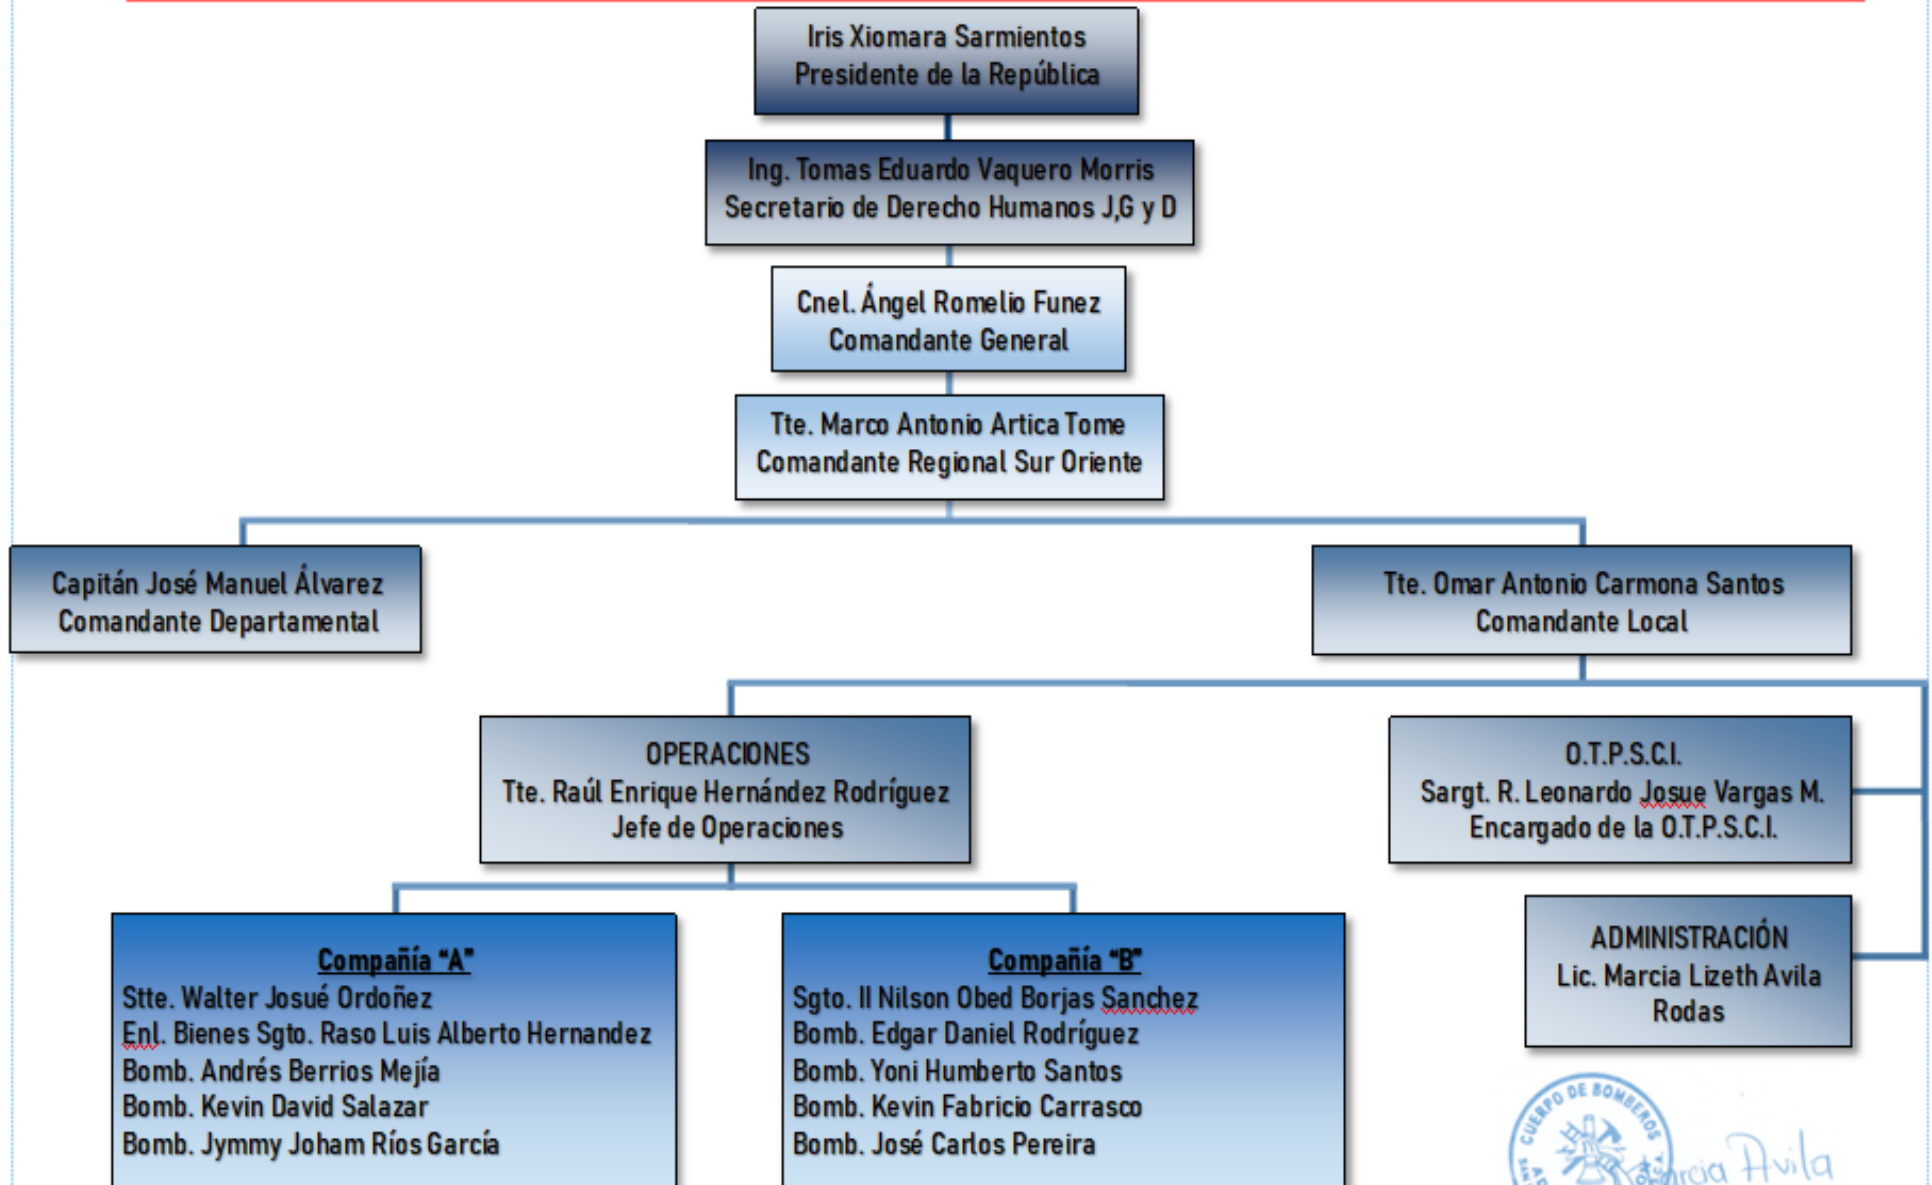 Iris Xiomara Sarmientos
Presidente de la República
Ing. Tomas Eduardo Vaquero Morris
Secretario de Derecho Humanos J,G y D
Cnel. Ángel Romelio Funez
Comandante General
Tte. Marco Antonio Artica Tome
Comandante Regional Sur Oriente
Capitán José Manuel Álvarez
Comandante Departamental
Tte. Omar Antonio Carmona Santos
Comandante Local
OPERACIONES
Tte. Raúl Enrique Hernández Rodríguez
Jefe de Operaciones
O.T.P.S.C.I.
Sargt. R. Leonardo Josue Vargas M.
Encargado de la O.T.P.S.C.I.
Compañía “A”
Stte. Walter Josué Ordoñez
Enl. Bienes Sgto. Raso Luis Alberto Hernandez
Bomb. Andrés Berrios Mejía
Bomb. Kevin David Salazar
Bomb. Jymmy Joham Ríos García
Compañía “B”
Sgto. II Nilson Obed Borjas Sanchez
Bomb. Edgar Daniel Rodríguez
Bomb. Yoni Humberto Santos
Bomb. Kevin Fabricio Carrasco
Bomb. José Carlos Pereira
ADMINISTRACIÓN
Lic. Marcia Lizeth Avila
Rodas
CUERPO DE BOMBEROS
Marcia Avila